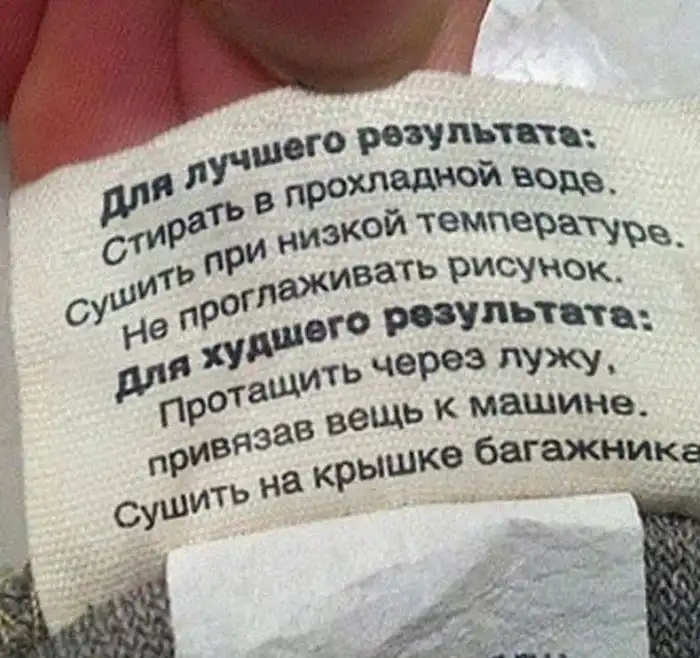 Для лучшего результата:
Стирать в прохладной воде.
Сушить при низкой температуре.
Не проглаживать рисунок.
Для худшего результата:
Протащить через лужу,
привязав вещь к машине.
Сушить на крышке багажника